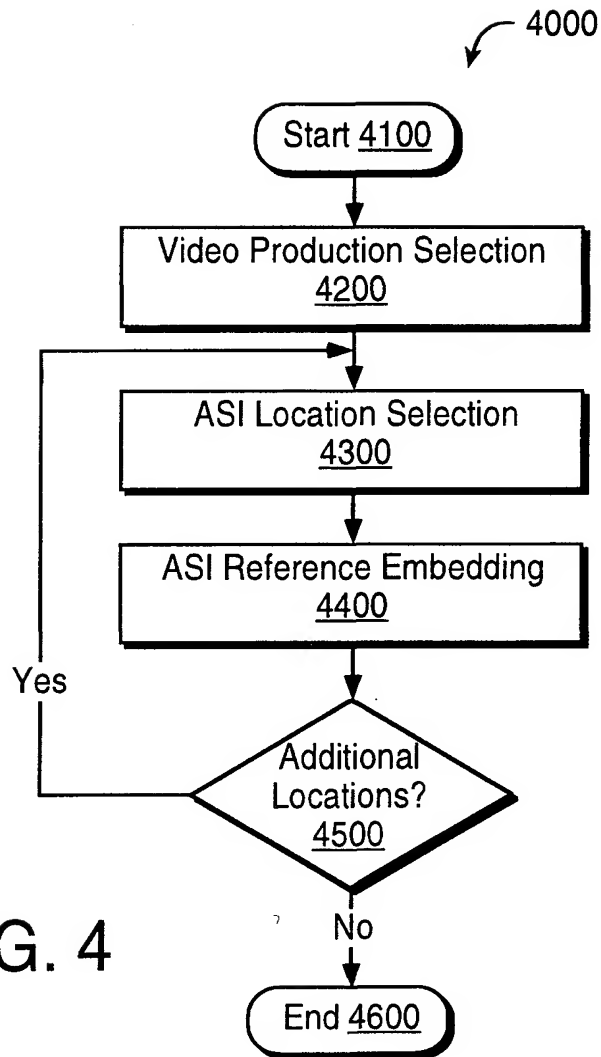 4000
Start 4100
Video Production Selection
4200
ASI Location Selection
4300
ASI Reference Embedding
4400
Yes
Additional
Locations?
4500
G. 4
No
End 4600